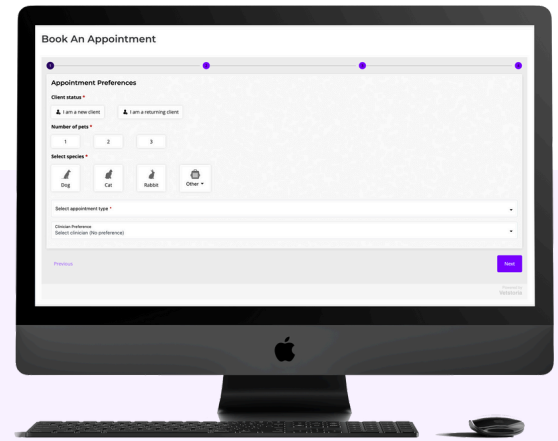 Book An Appointment
1
Appointment Preferences
Client status *
I am a new client
I am a returning client
Number of pets *
1 2 3
Select species *
Dog Cat Rabbit Other
Select appointment type *
Clinician Preference
Select clinician (No preference)
Previous Next